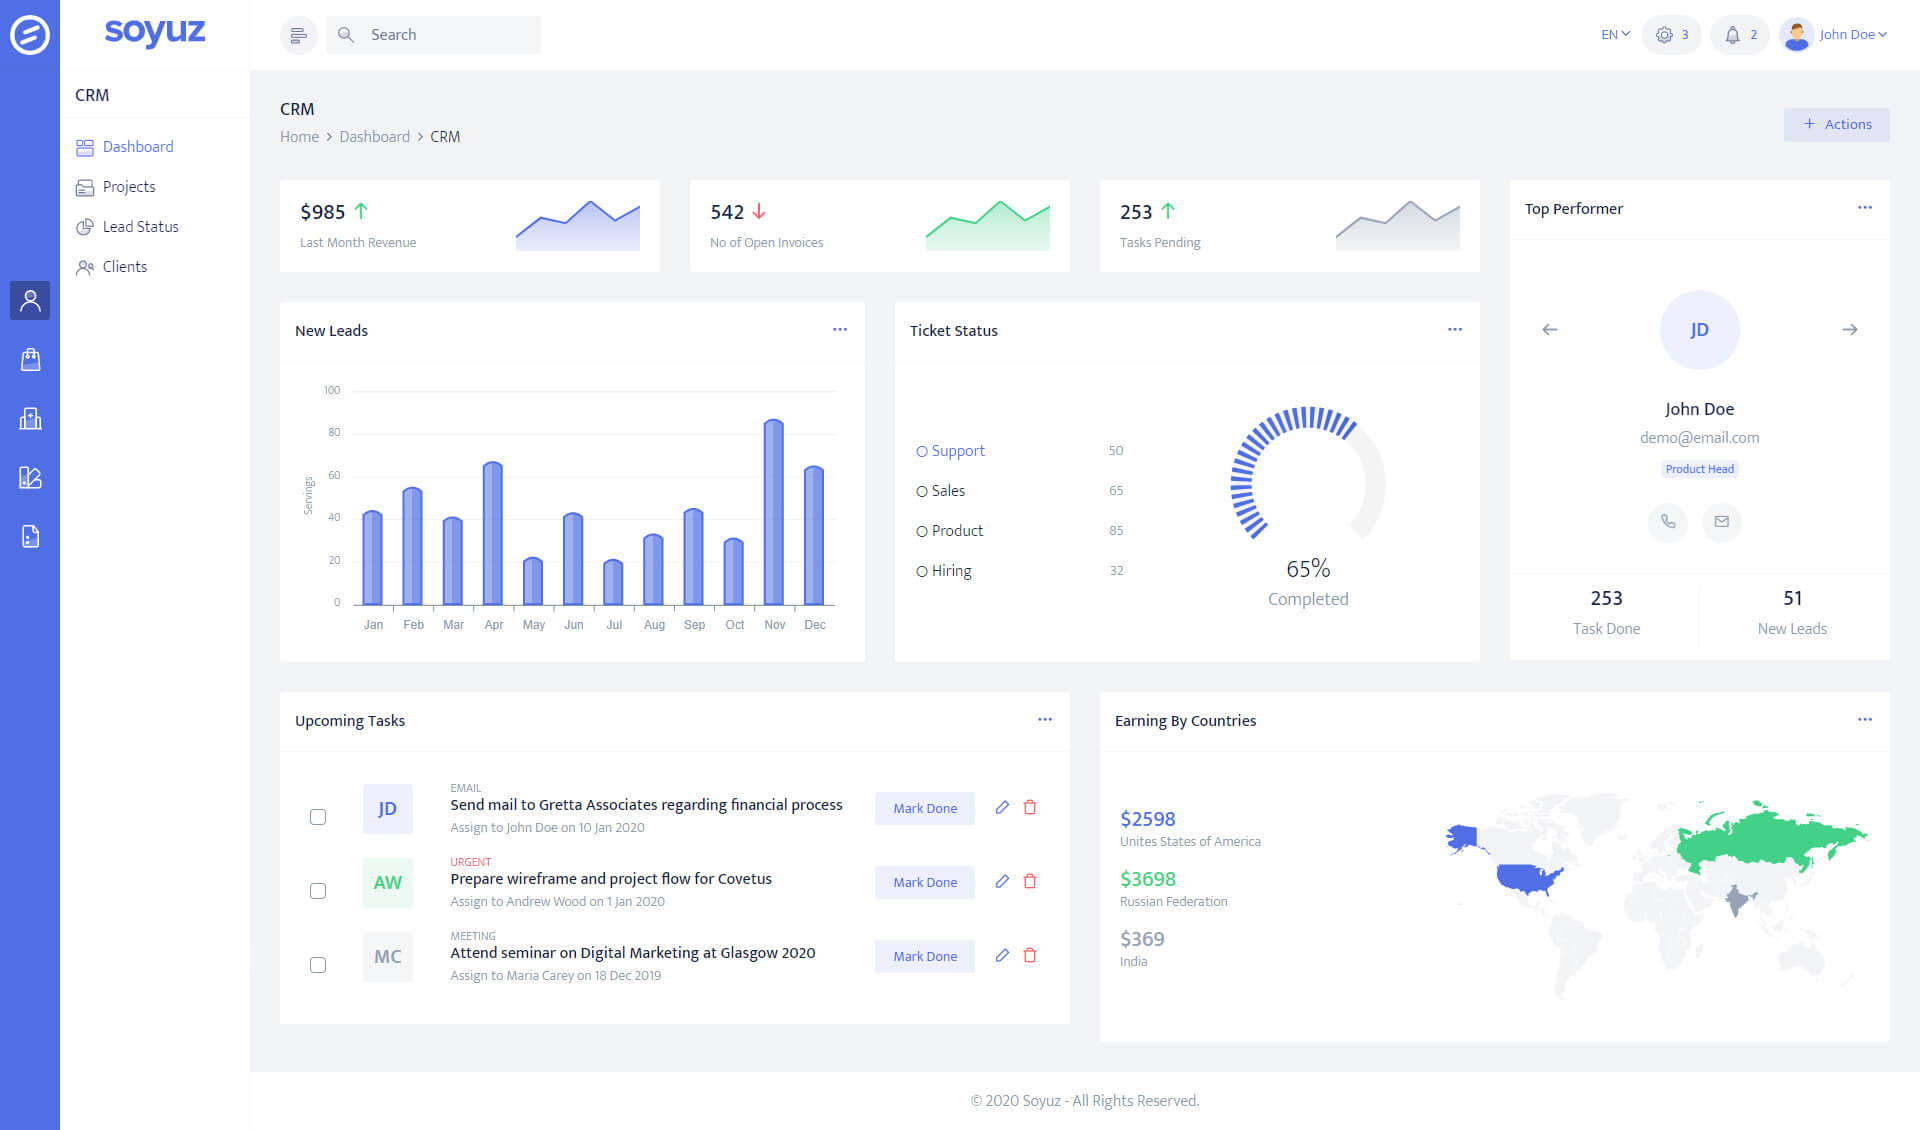 soyuz
Search
EN
3
2
John Doe
CRM
Dashboard
Projects
Lead Status
Clients
CRM
Home > Dashboard > CRM
+ Actions
$985
Last Month Revenue
542
No of Open Invoices
253
Tasks Pending
Top Performer
JD
John Doe
demo@email.com
Product Head
253
Task Done
51
New Leads
New Leads
Servings
100
80
60
40
20
0
Jan Feb Mar Apr May Jun Jul Aug Sep Oct Nov Dec
Ticket Status
Support 50
Sales 65
Product 85
Hiring 32
65%
Completed
Upcoming Tasks
JD
EMAIL
Send mail to Gretta Associates regarding financial process
Assign to John Doe on 10 Jan 2020
Mark Done
AW
URGENT
Prepare wireframe and project flow for Covetus
Assign to Andrew Wood on 1 Jan 2020
Mark Done
MC
MEETING
Attend seminar on Digital Marketing at Glasgow 2020
Assign to Maria Carey on 18 Dec 2019
Mark Done
Earning By Countries
$2598
Unites States of America
$3698
Russian Federation
$369
India
© 2020 Soyuz - All Rights Reserved.